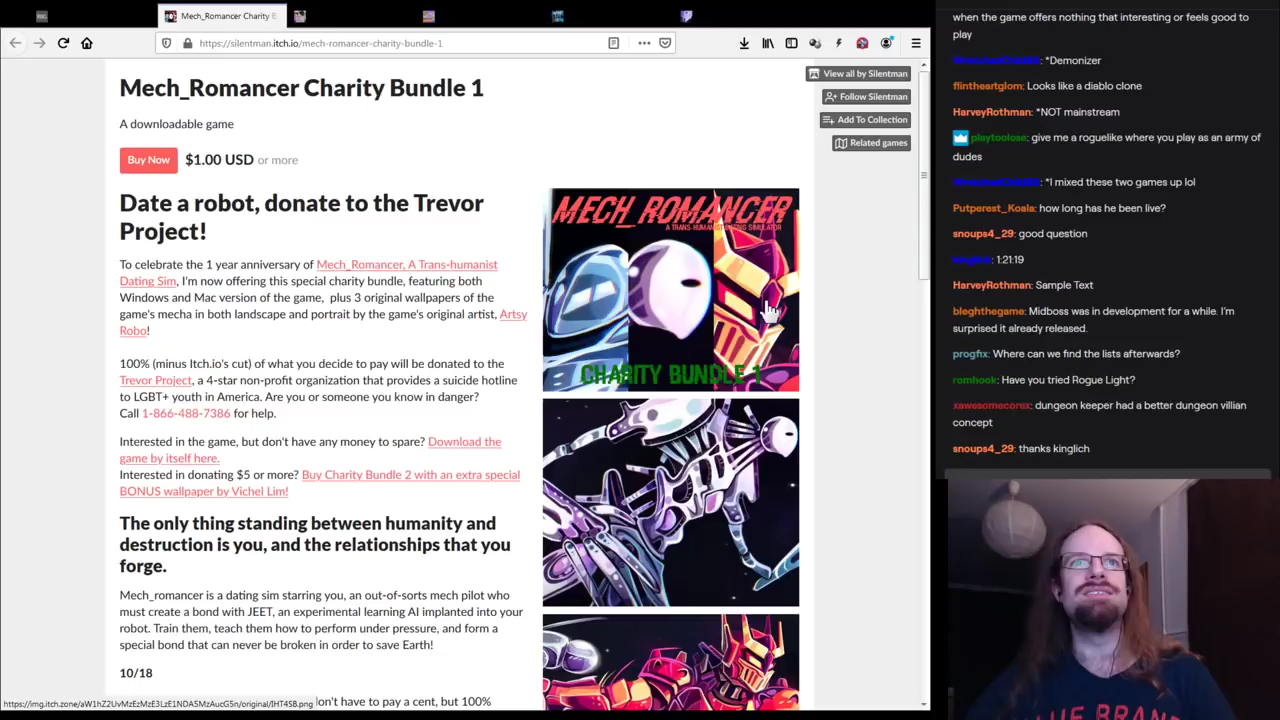 Mech_Romancer Charity B
https://silentman.itch.io/mech-romancer-charity-bundle-1
Mech_Romancer Charity Bundle 1
A downloadable game
Buy Now $1.00 USD or more
View all by Silentman
Follow Silentman
Add To Collection
Related games
Date a robot, donate to the Trevor
Project!
To celebrate the 1 year anniversary of Mech_Romancer, A Trans-humanist
Dating Sim, I'm now offering this special charity bundle, featuring both
Windows and Mac version of the game, plus 3 original wallpapers of the
game's mecha in both landscape and portrait by the game's original artist, Artsy
Robo!
100% (minus Itch.io's cut) of what you decide to pay will be donated to the
Trevor Project, a 4-star non-profit organization that provides a suicide hotline
to LGBT+ youth in America. Are you or someone you know in danger?
Call 1-866-488-7386 for help.
Interested in the game, but don't have any money to spare? Download the
game by itself here.
Interested in donating $5 or more? Buy Charity Bundle 2 with an extra special
BONUS wallpaper by Vichel Lim!
The only thing standing between humanity and
destruction is you, and the relationships that you
forge.
Mech_romancer is a dating sim starring you, an out-of-sorts mech pilot who
must create a bond with JEET, an experimental learning AI implanted into your
robot. Train them, teach them how to perform under pressure, and form a
special bond that can never be broken in order to save Earth!
10/18
on't have to pay a cent, but 100%
MECH_ROMANCER
A TRANS-HUMANIST DATING SIMULATOR
CHARITY BUNDLE 1
when the game offers nothing that interesting or feels good to
play
*Demonizer
flintheartglom: Looks like a diablo clone
HarveyRothman: *NOT mainstream
playtoolose: give me a roguelike where you play as an army of
dudes
*I mixed these two games up lol
Putperest_Koala: how long has he been live?
snoups4_29: good question
kinglich: 1:21:19
HarveyRothman: Sample Text
bleghthegame: Midboss was in development for a while. I'm
surprised it already released.
progfix: Where can we find the lists afterwards?
romhook: Have you tried Rogue Light?
xawesomecorex: dungeon keeper had a better dungeon villian
concept
snoups4_29: thanks kinglich